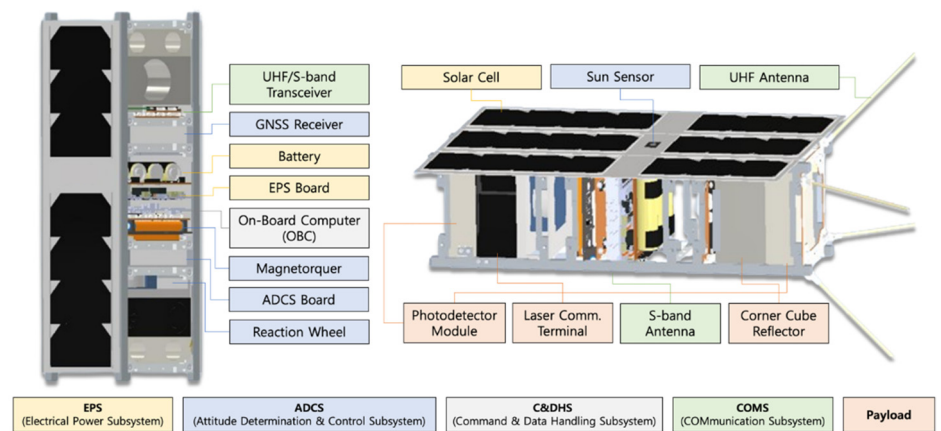 UHF/S-band
Transceiver
GNSS Receiver
Battery
EPS Board
On-Board Computer
(OBC)
Magnetorquer
ADCS Board
Reaction Wheel
Solar Cell
Sun Sensor
UHF Antenna
Photodetector
Module
Laser Comm.
Terminal
S-band
Antenna
Corner Cube
Reflector
EPS
(Electrical Power Subsystem)
ADCS
(Attitude Determination & Control Subsystem)
C&DHS
(Command & Data Handling Subsystem)
COMS
(COMmunication Subsystem)
Payload